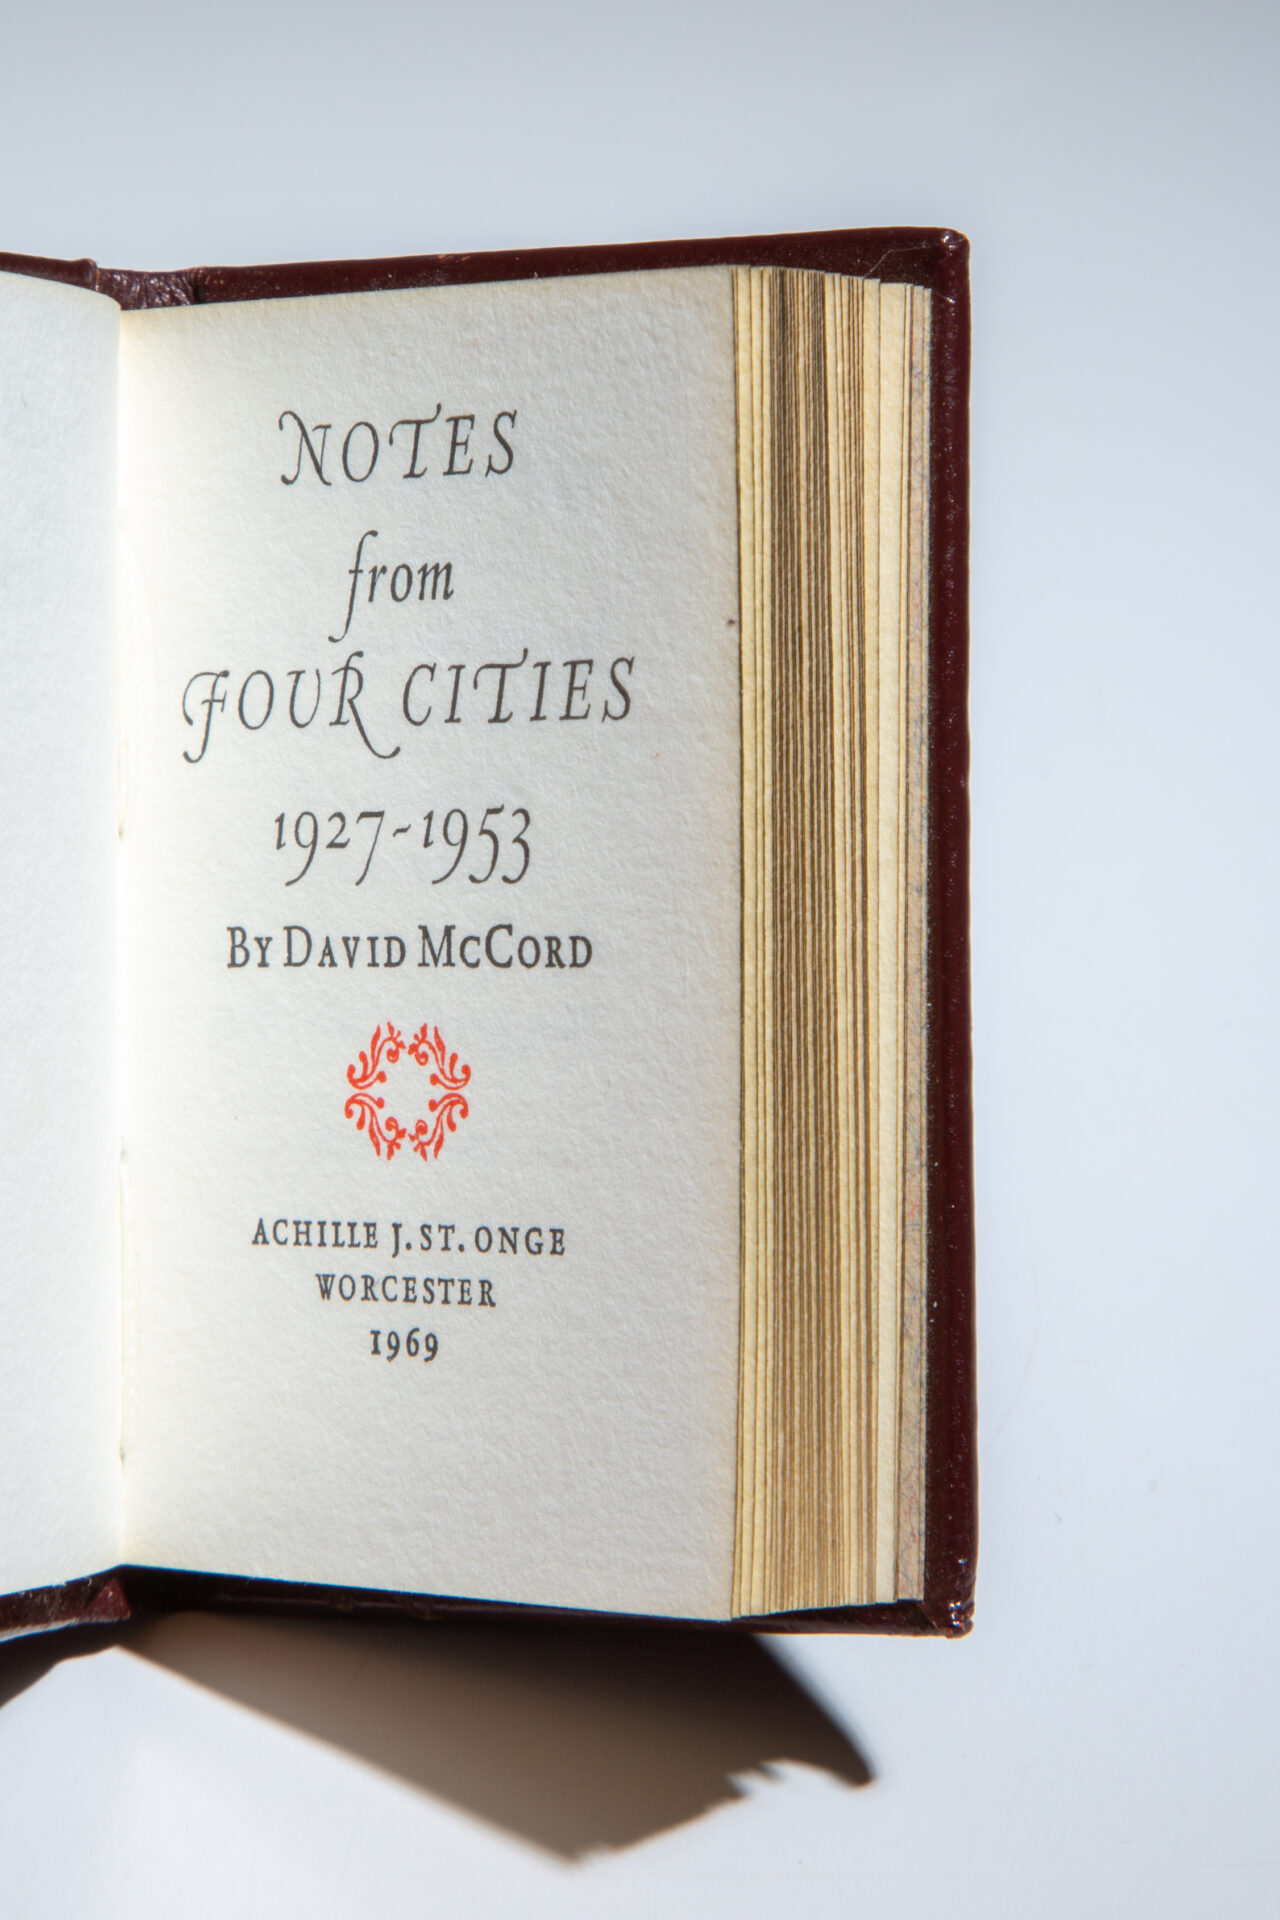 NOTES
from
FOUR CITIES
1927-1953
BY DAVID MCCORD
ACHILLE J. ST. ONGE
WORCESTER
1969